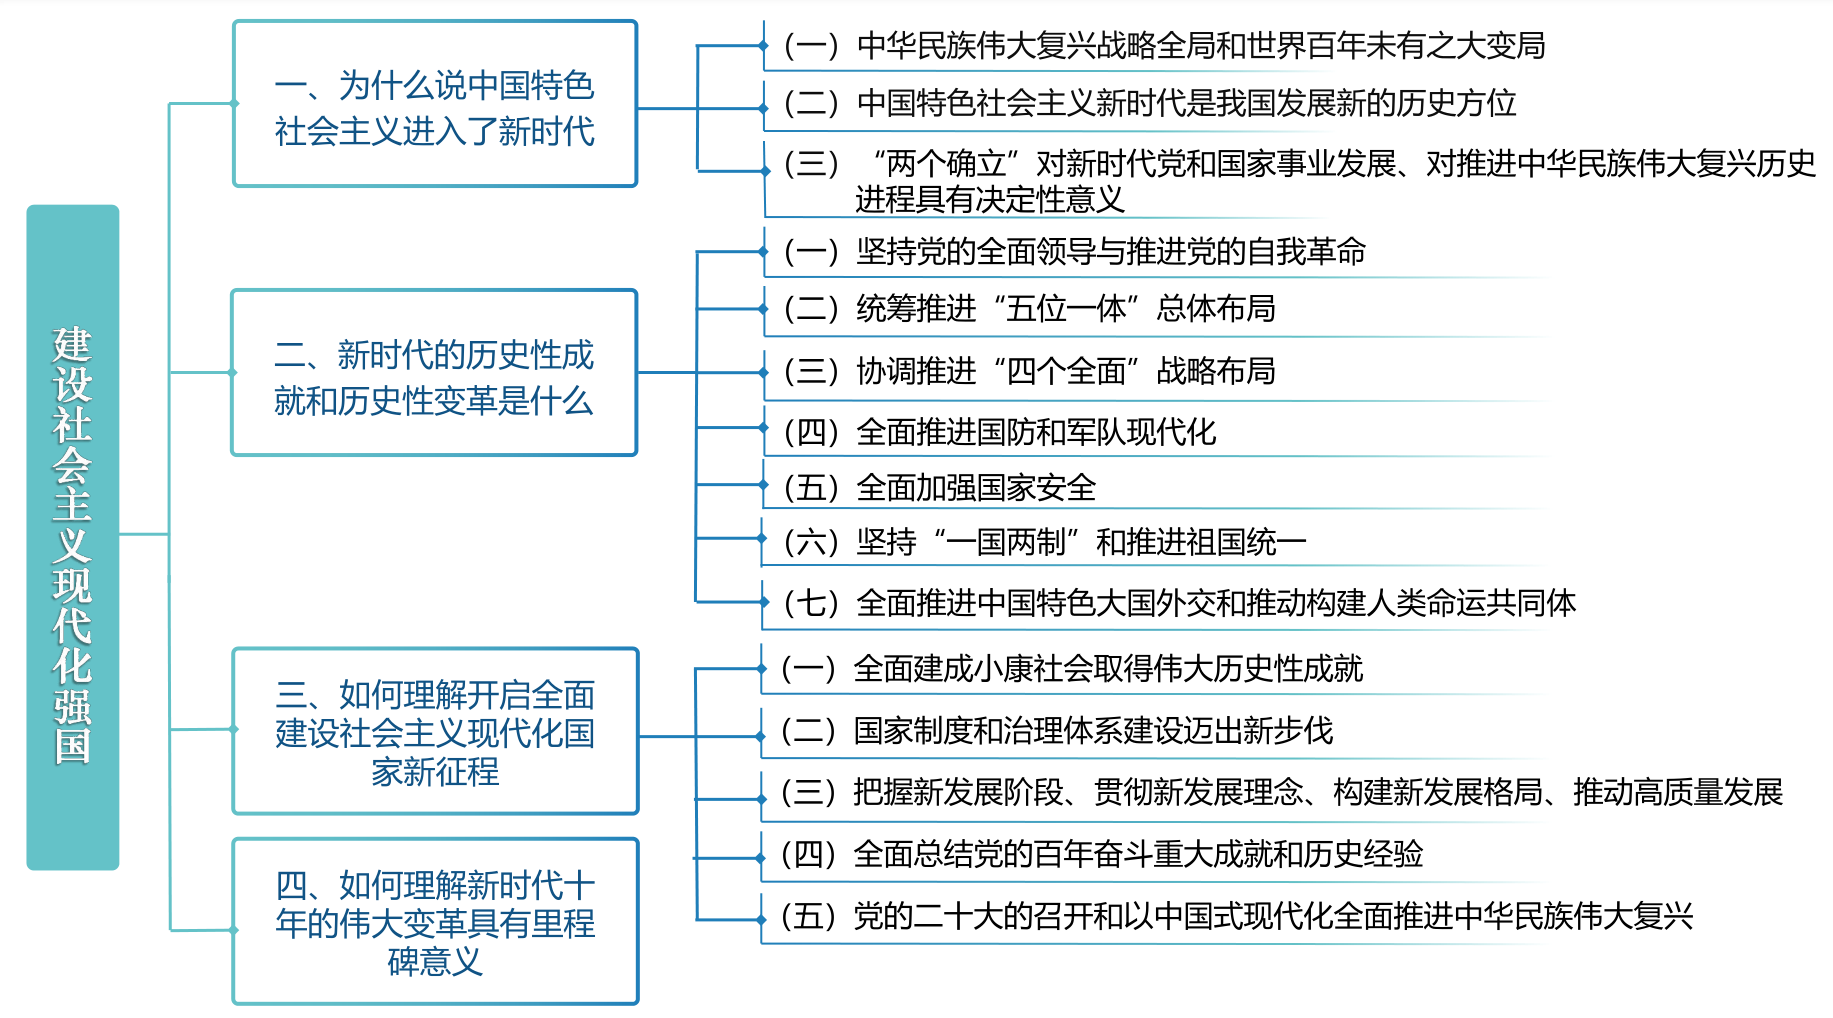 建设社会主义现代化强国
一、为什么说中国特色
社会主义进入了新时代
（一）中华民族伟大复兴战略全局和世界百年未有之大变局
（二）中国特色社会主义新时代是我国发展新的历史方位
（三）“两个确立”对新时代党和国家事业发展、对推进中华民族伟大复兴历史
进程具有决定性意义
二、新时代的历史性成
就和历史性变革是什么
（一）坚持党的全面领导与推进党的自我革命
（二）统筹推进“五位一体”总体布局
（三）协调推进“四个全面”战略布局
（四）全面推进国防和军队现代化
（五）全面加强国家安全
（六）坚持“一国两制”和推进祖国统一
（七）全面推进中国特色大国外交和推动构建人类命运共同体
三、如何理解开启全面
建设社会主义现代化国
家新征程
（一）全面建成小康社会取得伟大历史性成就
（二）国家制度和治理体系建设迈出新步伐
（三）把握新发展阶段、贯彻新发展理念、构建新发展格局、推动高质量发展
（四）全面总结党的百年奋斗重大成就和历史经验
（五）党的二十大的召开和以中国式现代化全面推进中华民族伟大复兴
四、如何理解新时代十
年的伟大变革具有里程
碑意义